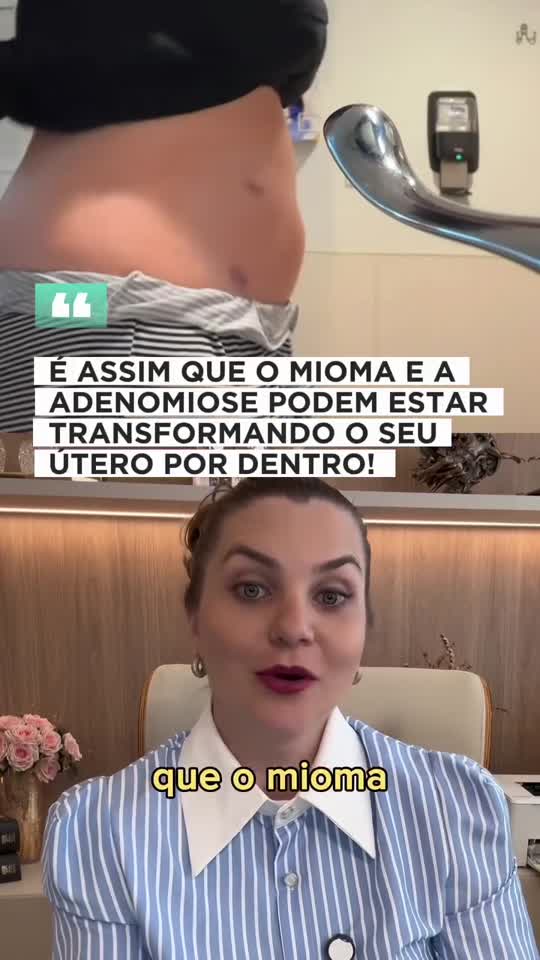 É ASSIM QUE O MIOMA E A
ADENOMIOSE PODEM ESTAR
TRANSFORMANDO O SEU
ÚTERO POR DENTRO!
que o mioma